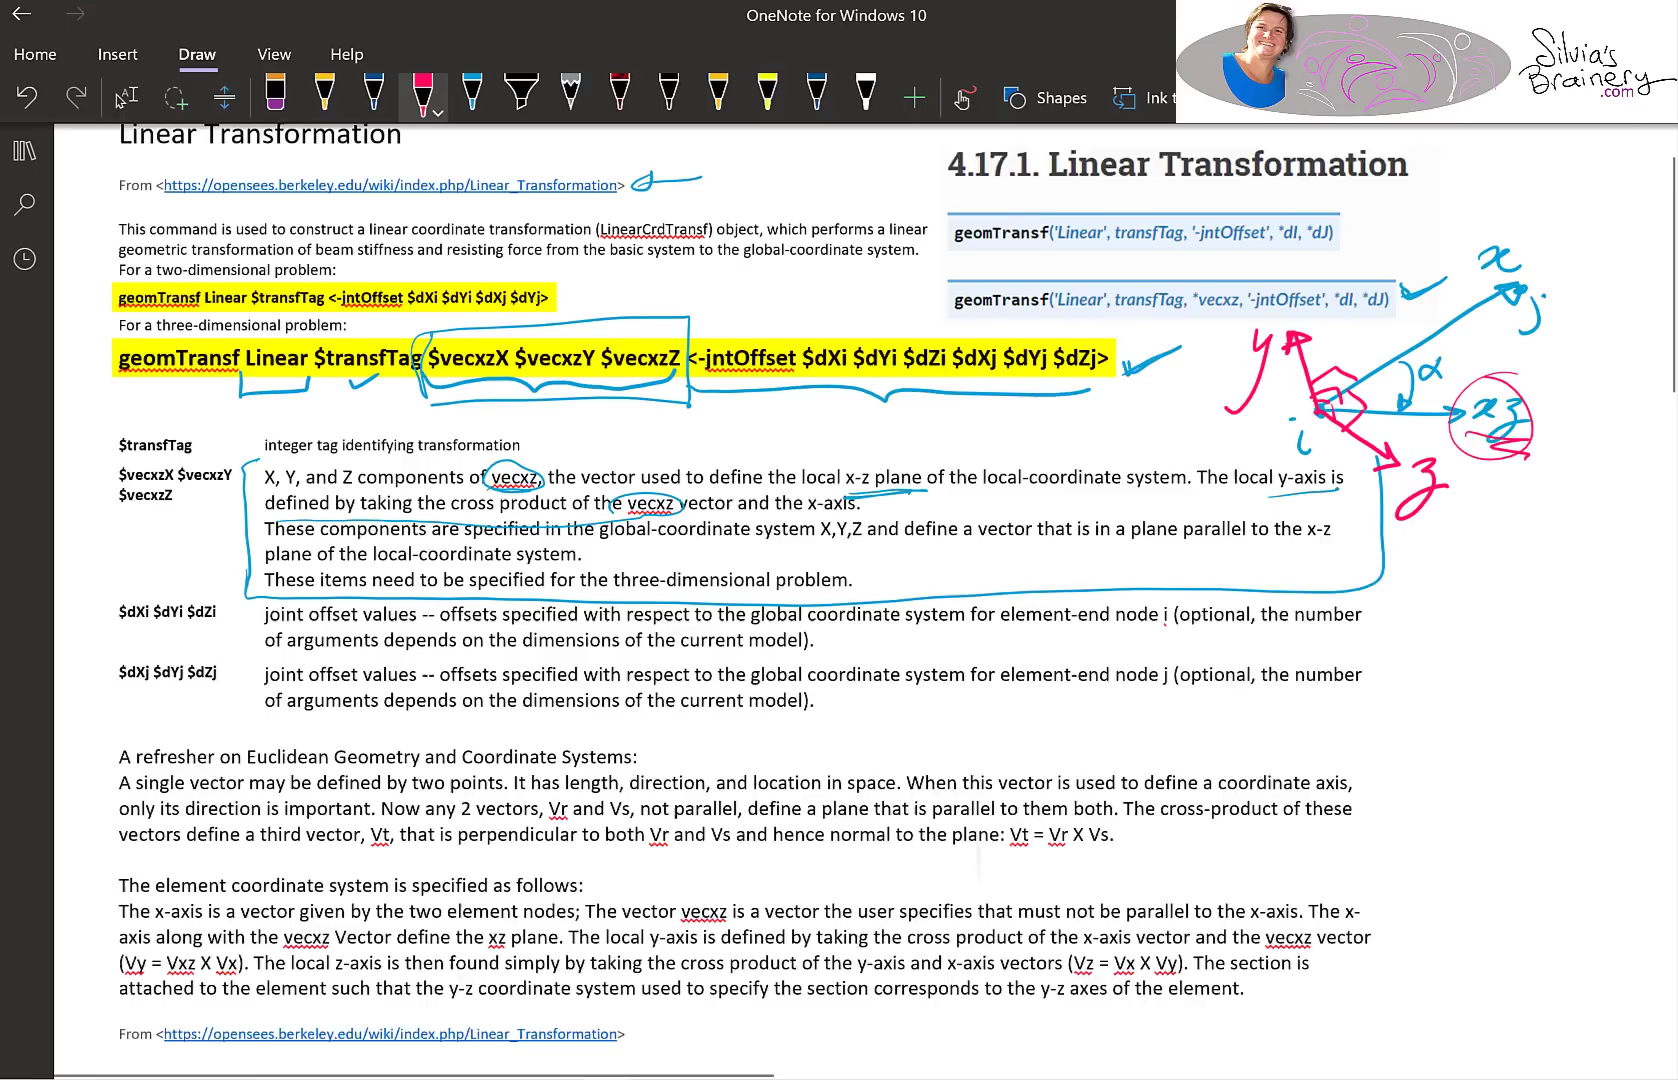 OneNote for Windows 10
Home Insert Draw View Help
Shapes
Ink t
Silvia's
Brainery
.com
Linear Transformation
From <https://opensees.berkeley.edu/wiki/index.php/Linear_Transformation>
This command is used to construct a linear coordinate transformation (LinearCrdTransf) object, which performs a linear
geometric transformation of beam stiffness and resisting force from the basic system to the global-coordinate system.
For a two-dimensional problem:
geomTransf Linear $transfTag <-jntOffset $dXi $dYi $dXj $dYj>
For a three-dimensional problem:
geomTransf Linear $transfTag $vecxzX $vecxzY $vecxzZ <-jntOffset $dXi $dYi $dZi $dXj $dYj $dZj>
4.17.1. Linear Transformation
geomTransf('Linear', transfTag, '-jntOffset', *dI, *dJ)
geomTransf('Linear', transfTag, *vecxz, '-jntOffset', *dI, *dJ)
x
j
y
α
xz
i
z
$transfTag integer tag identifying transformation
$vecxzX $vecxzY
$vecxzZ
X, Y, and Z components of vecxz, the vector used to define the local x-z plane of the local-coordinate system. The local y-axis is
defined by taking the cross product of the vecxz vector and the x-axis.
These components are specified in the global-coordinate system X,Y,Z and define a vector that is in a plane parallel to the x-z
plane of the local-coordinate system.
These items need to be specified for the three-dimensional problem.
$dXi $dYi $dZi joint offset values -- offsets specified with respect to the global coordinate system for element-end node i (optional, the number
of arguments depends on the dimensions of the current model).
$dXj $dYj $dZj joint offset values -- offsets specified with respect to the global coordinate system for element-end node j (optional, the number
of arguments depends on the dimensions of the current model).
A refresher on Euclidean Geometry and Coordinate Systems:
A single vector may be defined by two points. It has length, direction, and location in space. When this vector is used to define a coordinate axis,
only its direction is important. Now any 2 vectors, Vr and Vs, not parallel, define a plane that is parallel to them both. The cross-product of these
vectors define a third vector, Vt, that is perpendicular to both Vr and Vs and hence normal to the plane: Vt = Vr X Vs.
The element coordinate system is specified as follows:
The x-axis is a vector given by the two element nodes; The vector vecxz is a vector the user specifies that must not be parallel to the x-axis. The x-
axis along with the vecxz Vector define the xz plane. The local y-axis is defined by taking the cross product of the x-axis vector and the vecxz vector
(Vy = Vxz X Vx). The local z-axis is then found simply by taking the cross product of the y-axis and x-axis vectors (Vz = Vx X Vy). The section is
attached to the element such that the y-z coordinate system used to specify the section corresponds to the y-z axes of the element.
From <https://opensees.berkeley.edu/wiki/index.php/Linear_Transformation>